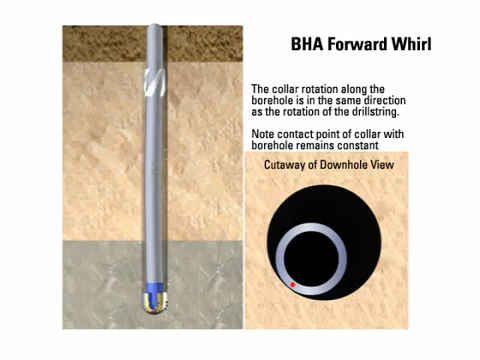 BHA Forward Whirl
The collar rotation along the
borehole is in the same direction
as the rotation of the drillstring.
Note contact point of collar with
borehole remains constant
Cutaway of Downhole View